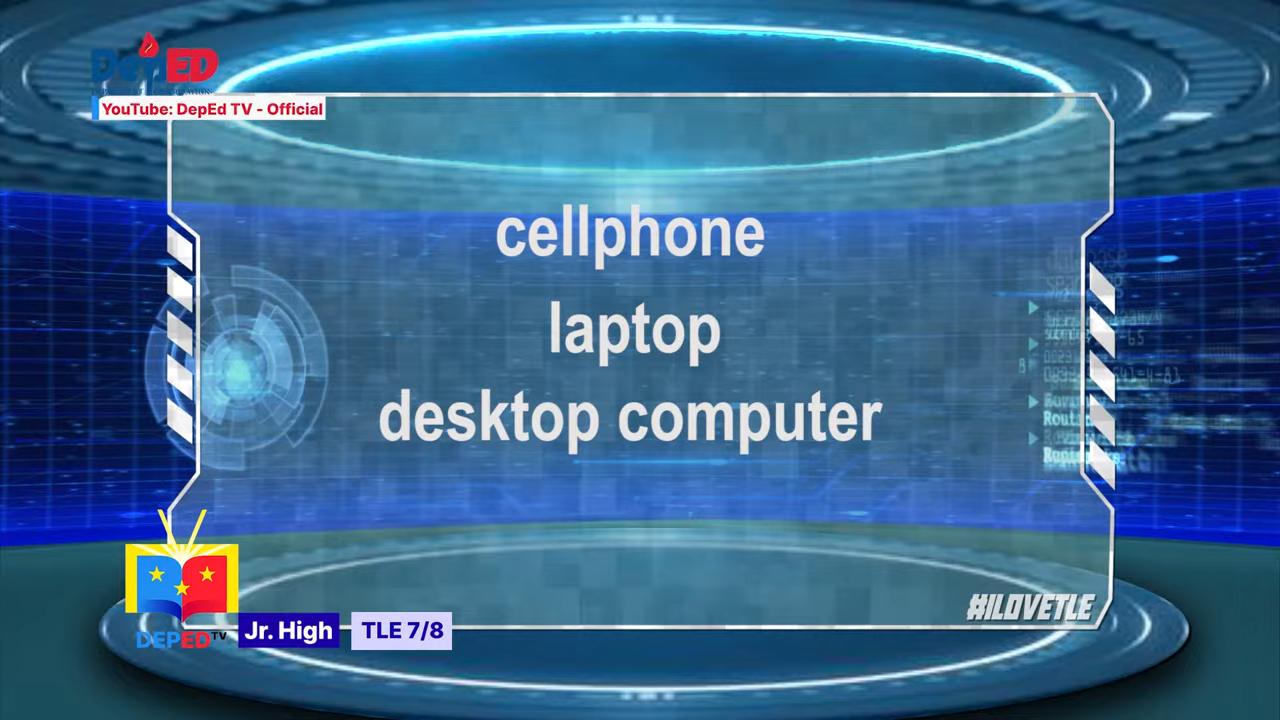 DepED
YouTube: DepEd TV - Official
cellphone
laptop
desktop computer
#ILOVETLE
DEPED TV
Jr. High
TLE 7/8